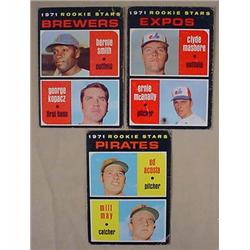 1971 ROOKIE STARS
BREWERS
bernie
smith
outfield
george
kopacz
first base
1971 ROOKIE STARS
EXPOS
clyde
mashore
outfield
ernie
mcanally
pitcher
1971 ROOKIE STARS
PIRATES
ed
acosta
pitcher
milt
may
catcher